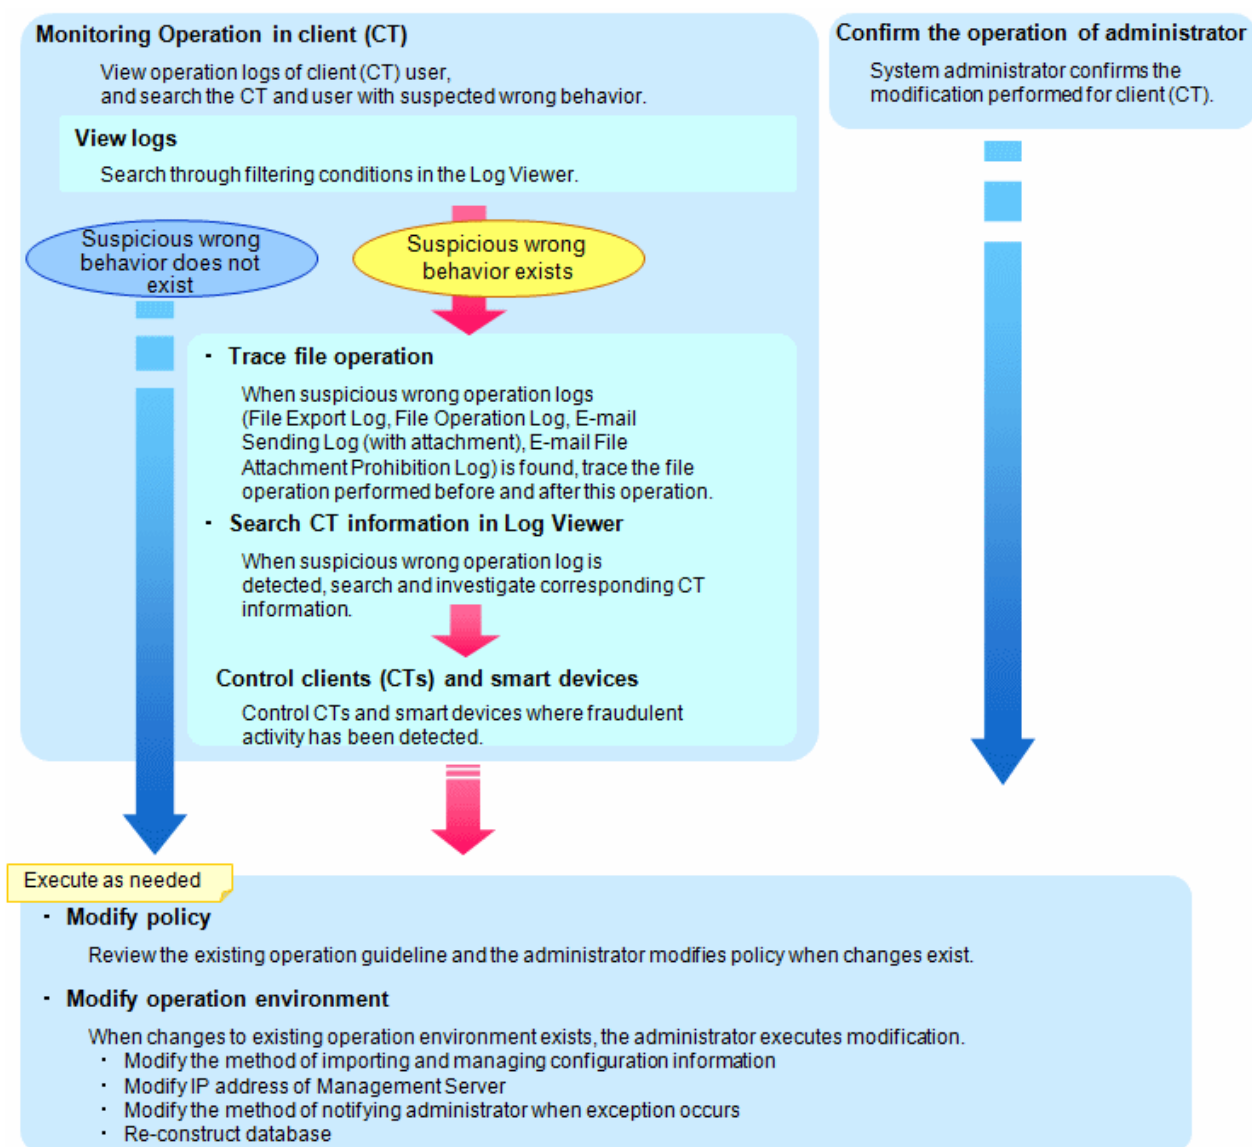 Monitoring Operation in client (CT)
View operation logs of client (CT) user,
and search the CT and user with suspected wrong behavior.
View logs
Search through filtering conditions in the Log Viewer.
Suspicious wrong
behavior does not
exist
Suspicious wrong
behavior exists
・ Trace file operation
When suspicious wrong operation logs
(File Export Log, File Operation Log, E-mail
Sending Log (with attachment), E-mail File
Attachment Prohibition Log) is found, trace the file
operation performed before and after this operation.
・ Search CT information in Log Viewer
When suspicious wrong operation log is
detected, search and investigate corresponding CT
information.
Control clients (CTs) and smart devices
Control CTs and smart devices where fraudulent
activity has been detected.
Confirm the operation of administrator
System administrator confirms the
modification performed for client (CT).
Execute as needed
・ Modify policy
Review the existing operation guideline and the administrator modifies policy when changes exist.
・ Modify operation environment
When changes to existing operation environment exists, the administrator executes modification.
・ Modify the method of importing and managing configuration information
・ Modify IP address of Management Server
・ Modify the method of notifying administrator when exception occurs
・ Re-construct database